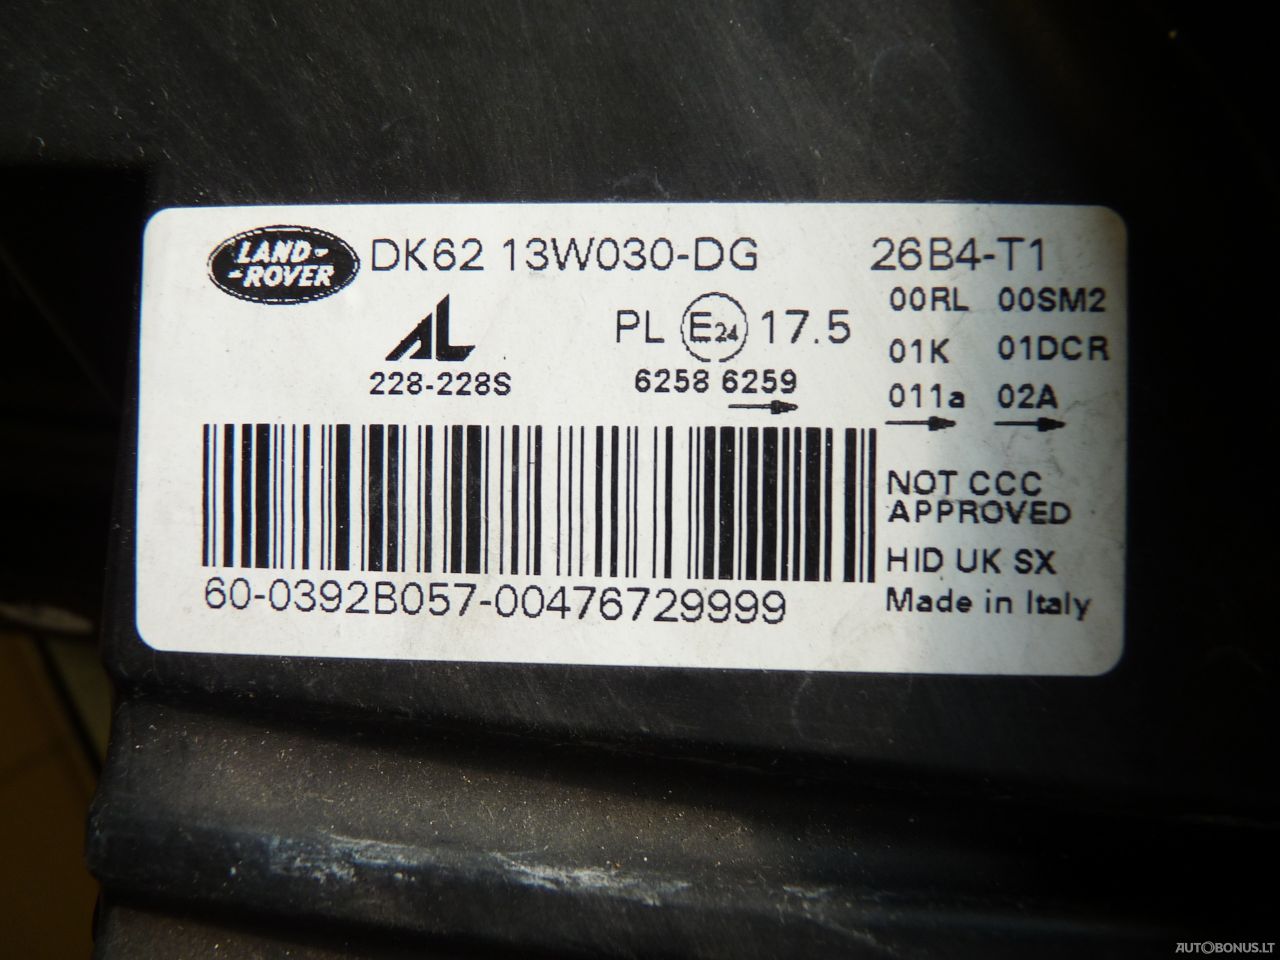 LAND-
-ROVER
DK62 13W030-DG
26B4-T1
AL
228-228S
PL E24 17.5
6258 6259
00RL 00SM2
01K 01DCR
011a 02A
NOT CCC
APPROVED
HID UK SX
Made in Italy
60-0392B057-00476729999
AUTOBONUS.LT